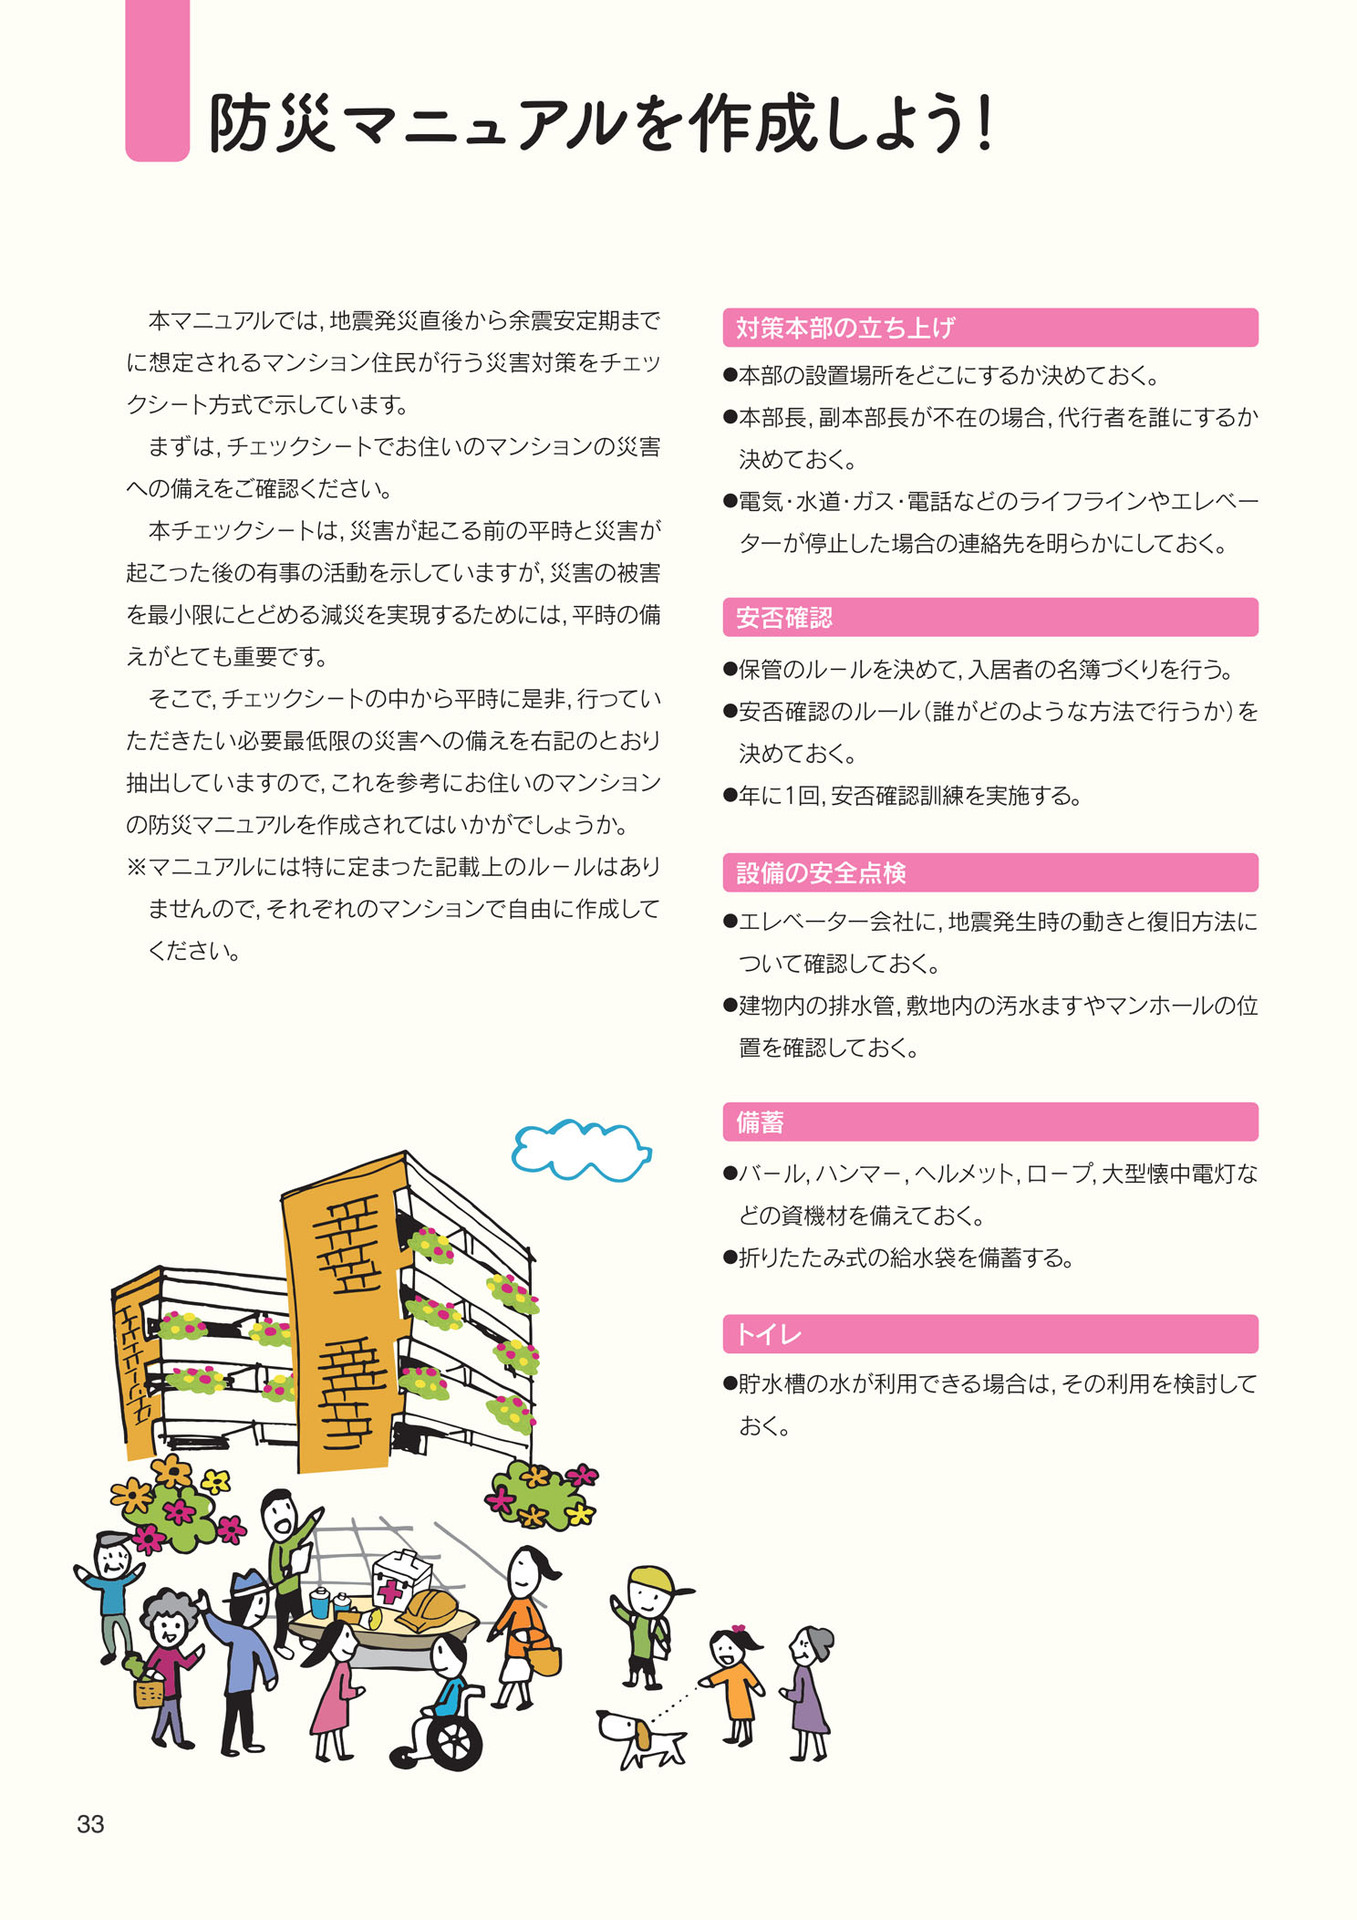 防災マニュアルを作成しよう！
本マニュアルでは，地震発災直後から余震安定期まで
に想定されるマンション住民が行う災害対策をチェッ
クシート方式で示しています。
まずは，チェックシートでお住いのマンションの災害
への備えをご確認ください。
本チェックシートは，災害が起こる前の平時と災害が
起こった後の有事の活動を示していますが，災害の被害
を最小限にとどめる減災を実現するためには，平時の備
えがとても重要です。
そこで，チェックシートの中から平時に是非，行ってい
ただきたい必要最低限の災害への備えを右記のとおり
抽出していますので，これを参考にお住いのマンション
の防災マニュアルを作成されてはいかがでしょうか。
※マニュアルには特に定まった記載上のルールはあり
ませんので，それぞれのマンションで自由に作成して
ください。
対策本部の立ち上げ
●本部の設置場所をどこにするか決めておく。
●本部長，副本部長が不在の場合，代行者を誰にするか
決めておく。
●電気・水道・ガス・電話などのライフラインやエレベー
ターが停止した場合の連絡先を明らかにしておく。
安否確認
●保管のルールを決めて，入居者の名簿づくりを行う。
●安否確認のルール（誰がどのような方法で行うか）を
決めておく。
●年に1回，安否確認訓練を実施する。
設備の安全点検
●エレベーター会社に，地震発生時の動きと復旧方法に
ついて確認しておく。
●建物内の排水管，敷地内の汚水ますやマンホールの位
置を確認しておく。
備蓄
●バール，ハンマー，ヘルメット，ロープ，大型懐中電灯な
どの資機材を備えておく。
●折りたたみ式の給水袋を備蓄する。
トイレ
●貯水槽の水が利用できる場合は，その利用を検討して
おく。
33